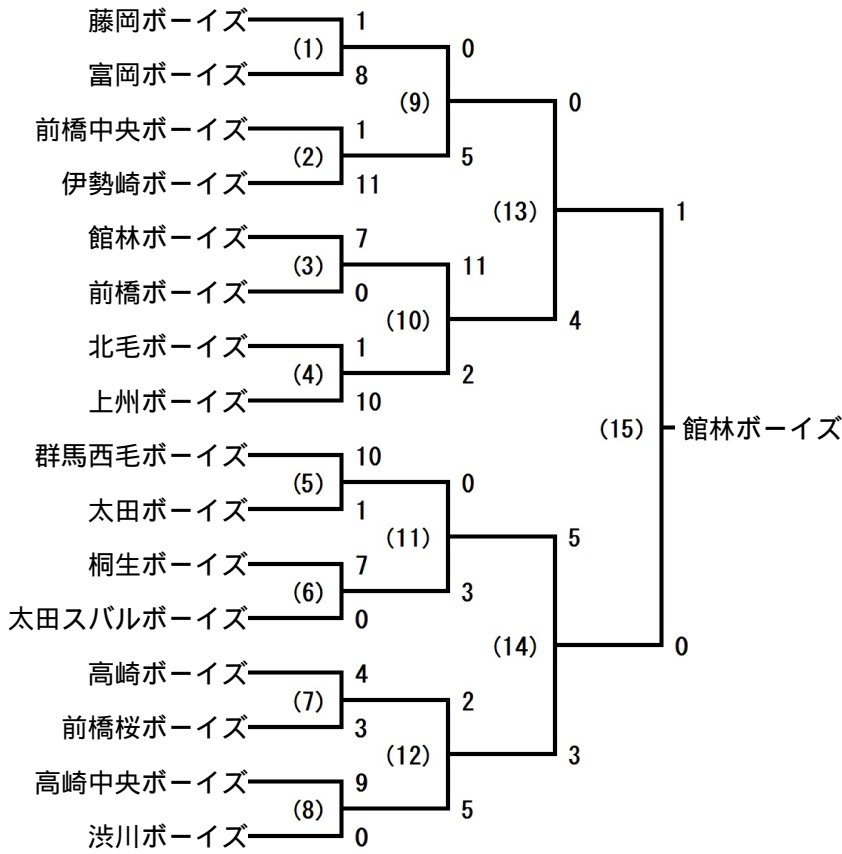 藤岡ボーイズ
1
(1)
0
富岡ボーイズ
8
(9)
0
前橋中央ボーイズ
1
(2)
5
伊勢崎ボーイズ
11
(13)
1
館林ボーイズ
7
(3)
11
前橋ボーイズ
0
(10)
4
北毛ボーイズ
1
(4)
2
上州ボーイズ
10
(15)
館林ボーイズ
群馬西毛ボーイズ
10
(5)
0
太田ボーイズ
1
(11)
5
桐生ボーイズ
7
(6)
3
太田スバルボーイズ
0
(14)
0
高崎ボーイズ
4
(7)
2
前橋桜ボーイズ
3
(12)
3
高崎中央ボーイズ
9
(8)
5
渋川ボーイズ
0